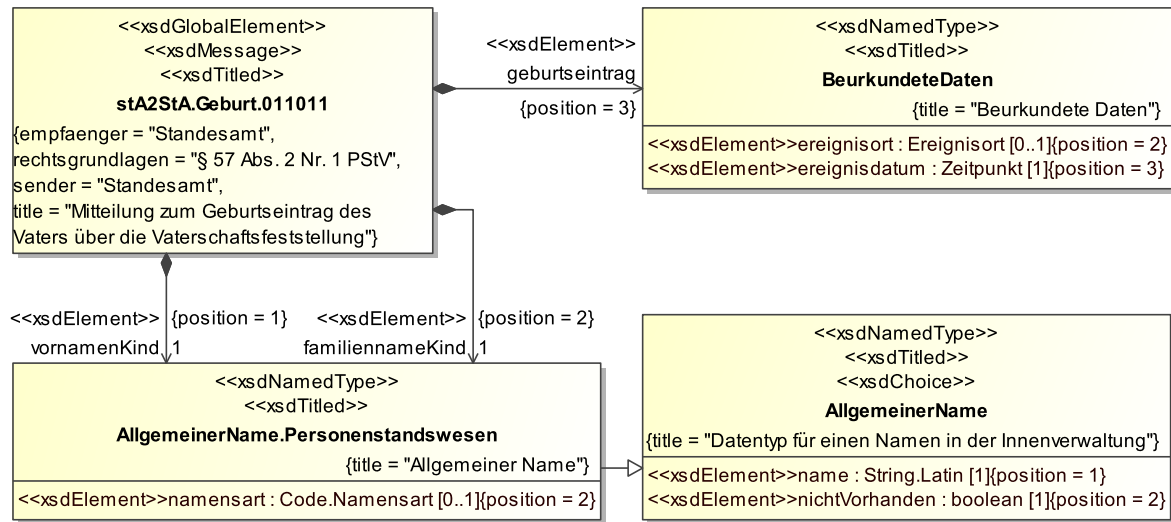 <<xsdGlobalElement>>
<<xsdMessage>>
<<xsdTitled>>
stA2StA.Geburt.011011
{empfaenger = "Standesamt",
rechtsgrundlagen = "§ 57 Abs. 2 Nr. 1 PStV",
sender = "Standesamt",
title = "Mitteilung zum Geburtseintrag des
Vaters über die Vaterschaftsfeststellung"}
<<xsdElement>>
geburtseintrag
{position = 3}
<<xsdNamedType>>
<<xsdTitled>>
BeurkundeteDaten
{title = "Beurkundete Daten"}
<<xsdElement>>ereignisort : Ereignisort [0..1]{position = 2}
<<xsdElement>>ereignisdatum : Zeitpunkt [1]{position = 3}
<<xsdElement>> {position = 1}
vornamenKind 1
<<xsdElement>> {position = 2}
familiennameKind 1
<<xsdNamedType>>
<<xsdTitled>>
AllgemeinerName.Personenstandswesen
{title = "Allgemeiner Name"}
<<xsdElement>>namensart : Code.Namensart [0..1]{position = 2}
<<xsdNamedType>>
<<xsdTitled>>
<<xsdChoice>>
AllgemeinerName
{title = "Datentyp für einen Namen in der Innenverwaltung"}
<<xsdElement>>name : String.Latin [1]{position = 1}
<<xsdElement>>nichtVorhanden : boolean [1]{position = 2}